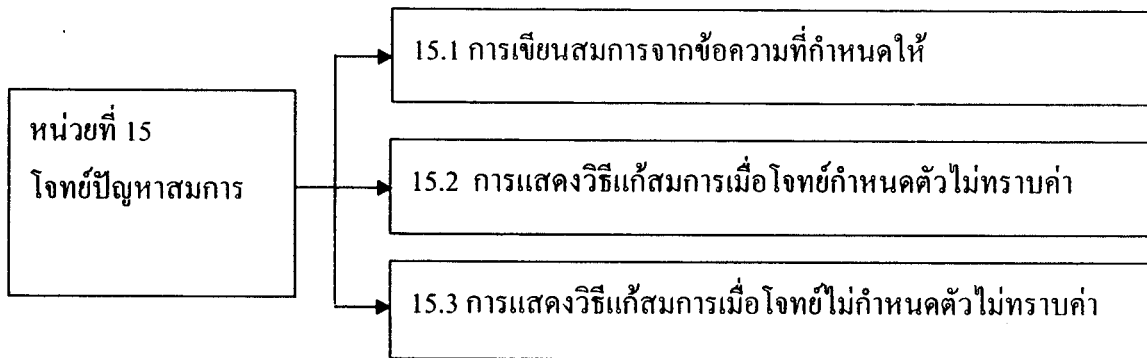 หน่วยที่ 15
โจทย์ปัญหาสมการ
15.1 การเขียนสมการจากข้อความที่กำหนดให้
15.2 การแสดงวิธีแก้สมการเมื่อโจทย์กำหนดตัวไม่ทราบค่า
15.3 การแสดงวิธีแก้สมการเมื่อโจทย์ไม่กำหนดตัวไม่ทราบค่า